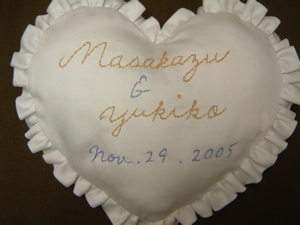 Masakazu
&
Yukiko
Nov. 29. 2005